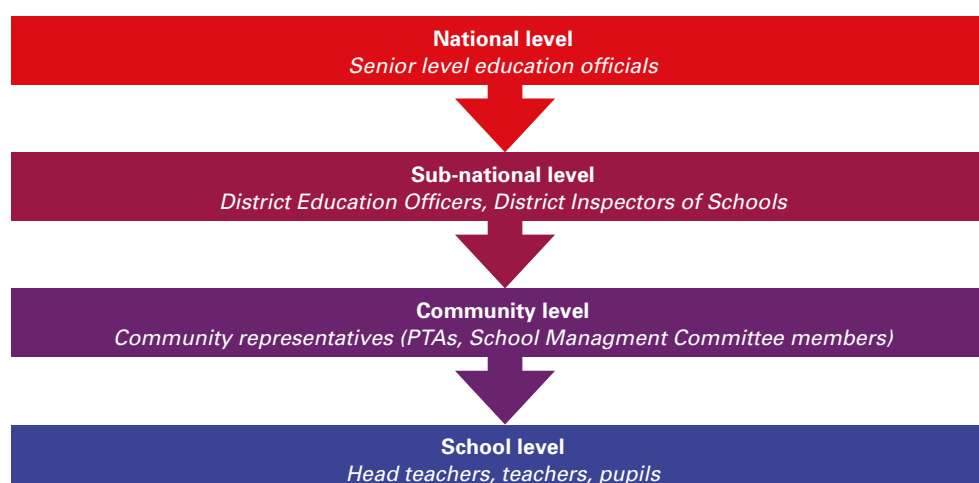 National level
Senior level education officials
Sub-national level
District Education Officers, District Inspectors of Schools
Community level
Community representatives (PTAs, School Managment Committee members)
School level
Head teachers, teachers, pupils